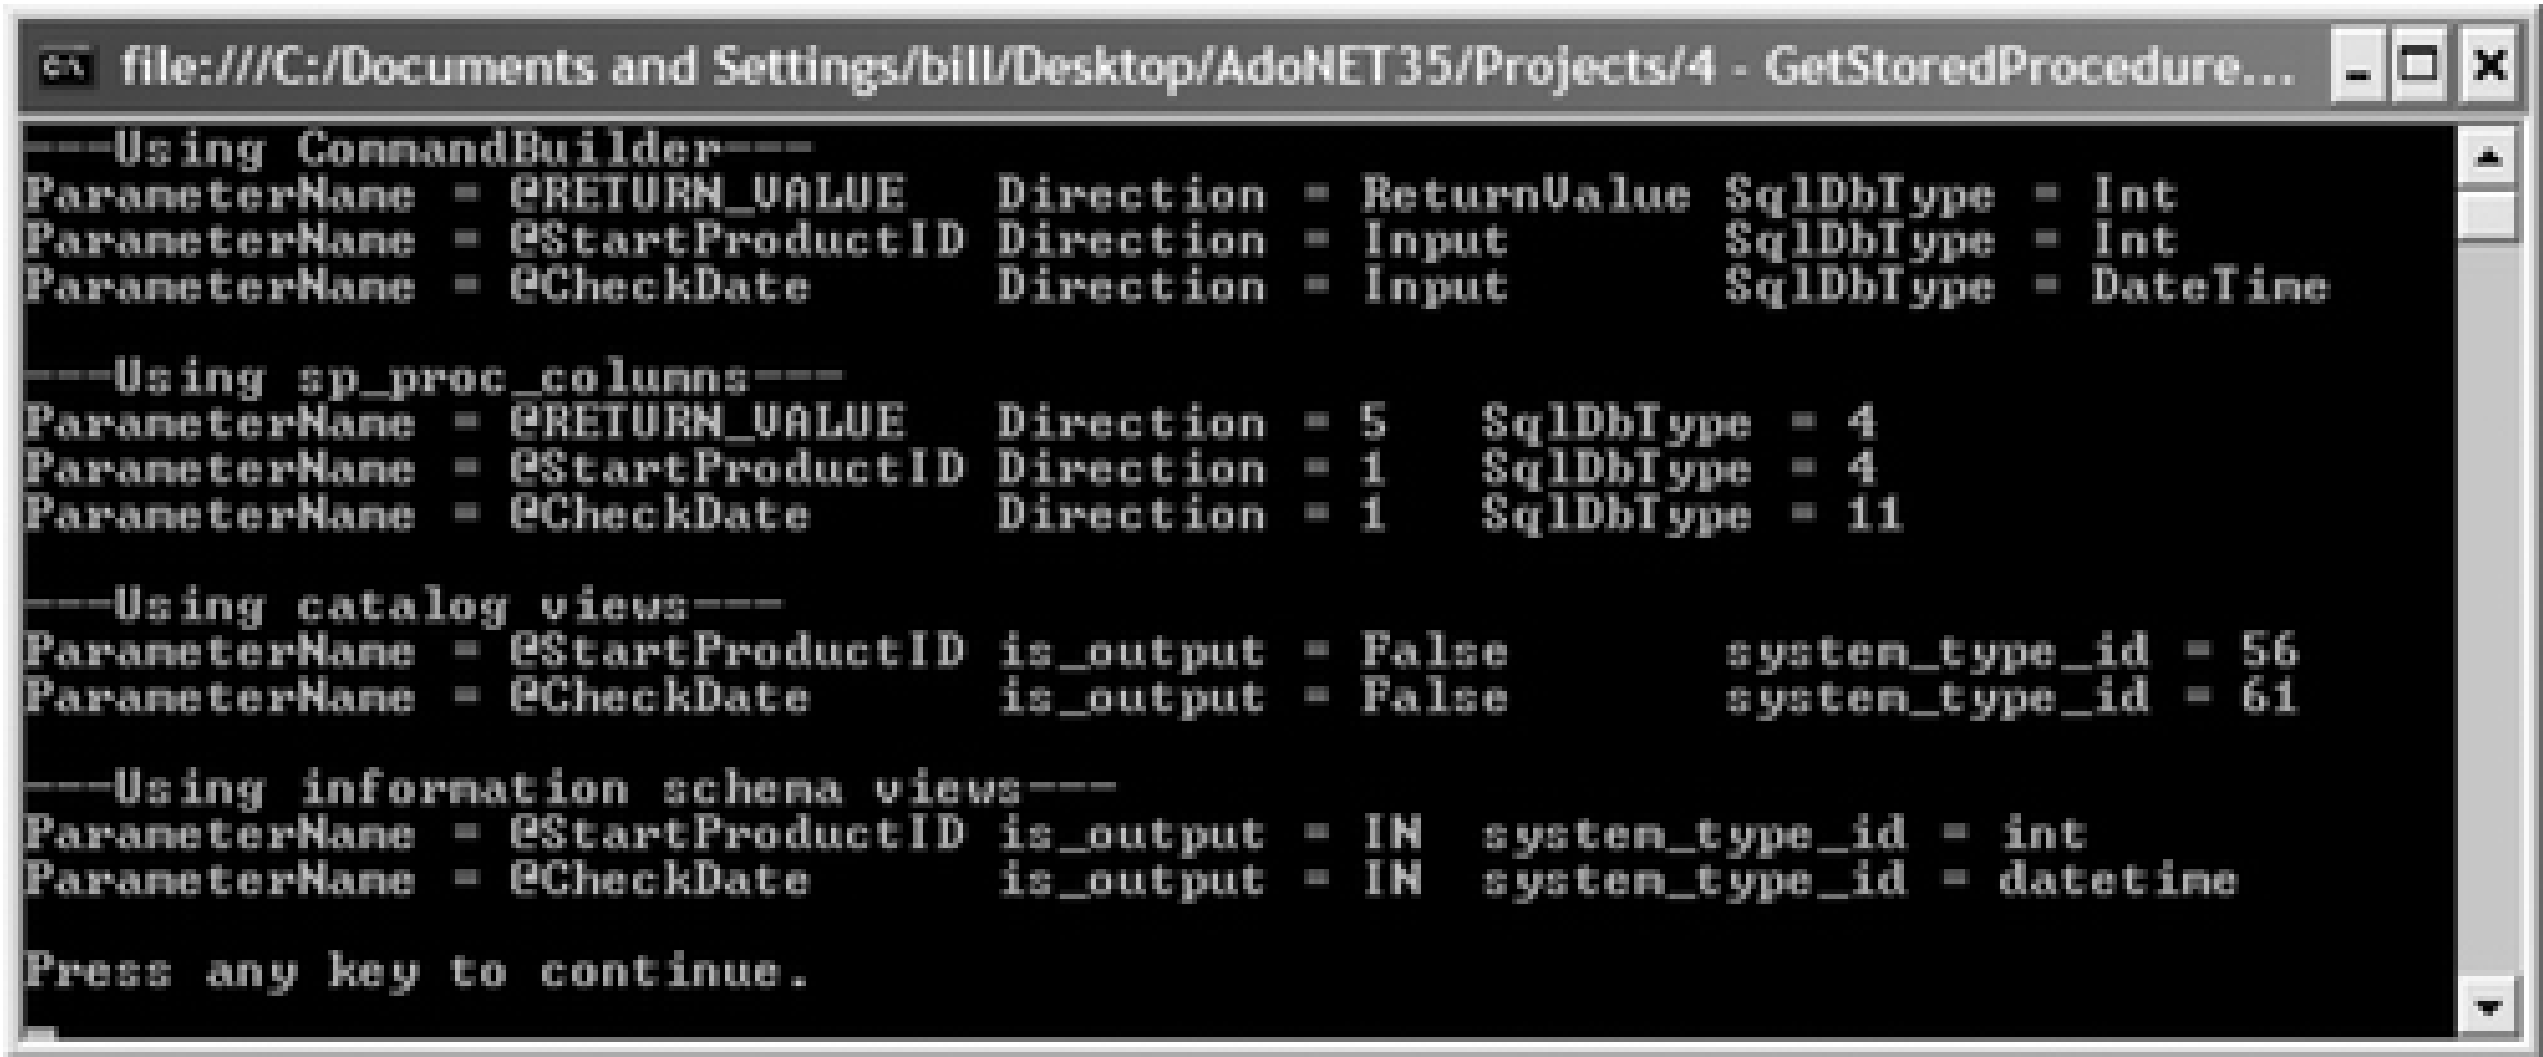 file:///C:/Documents and Settings/bill/Desktop/AdoNET35/Projects/4 - GetStoredProcedure...
---Using CommandBuilder---
ParameterName = @RETURN_VALUE   Direction = ReturnValue SqlDbType = Int
ParameterName = @StartProductID Direction = Input       SqlDbType = Int
ParameterName = @CheckDate      Direction = Input       SqlDbType = DateTime
---Using sp_proc_columns---
ParameterName = @RETURN_VALUE   Direction = 5   SqlDbType = 4
ParameterName = @StartProductID Direction = 1   SqlDbType = 4
ParameterName = @CheckDate      Direction = 1   SqlDbType = 11
---Using catalog views---
ParameterName = @StartProductID is_output = False       system_type_id = 56
ParameterName = @CheckDate      is_output = False       system_type_id = 61
---Using information schema views---
ParameterName = @StartProductID is_output = IN  system_type_id = int
ParameterName = @CheckDate      is_output = IN  system_type_id = datetime
Press any key to continue.